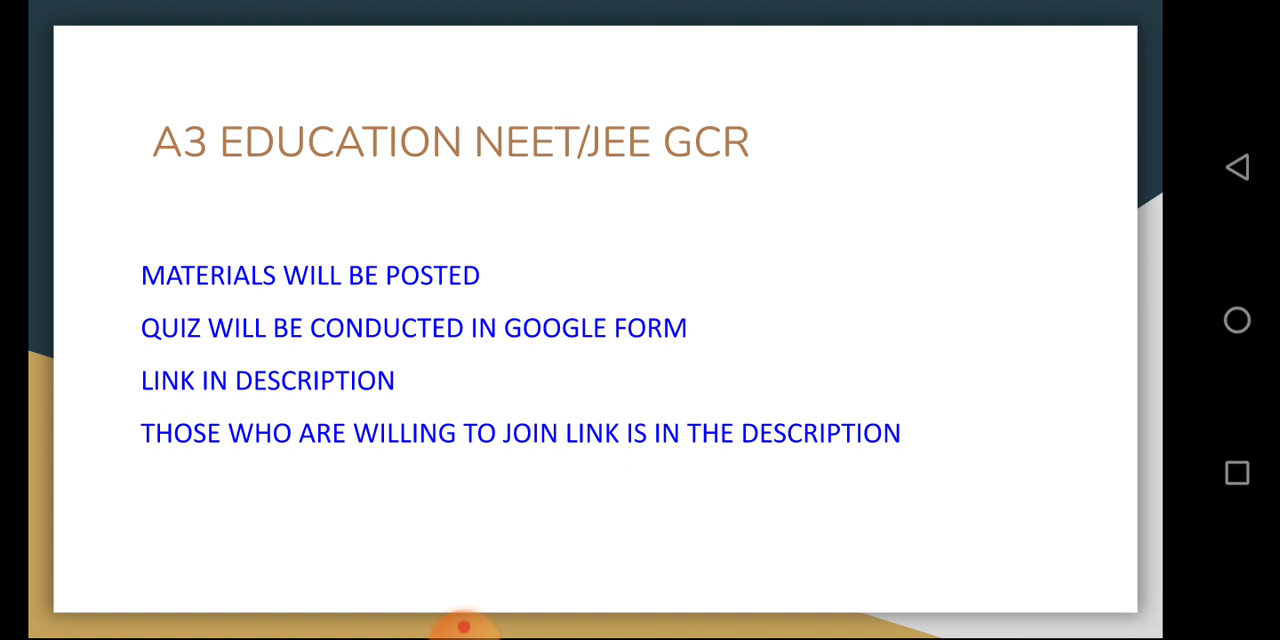 A3 EDUCATION NEET/JEE GCR
MATERIALS WILL BE POSTED
QUIZ WILL BE CONDUCTED IN GOOGLE FORM
LINK IN DESCRIPTION
THOSE WHO ARE WILLING TO JOIN LINK IS IN THE DESCRIPTION